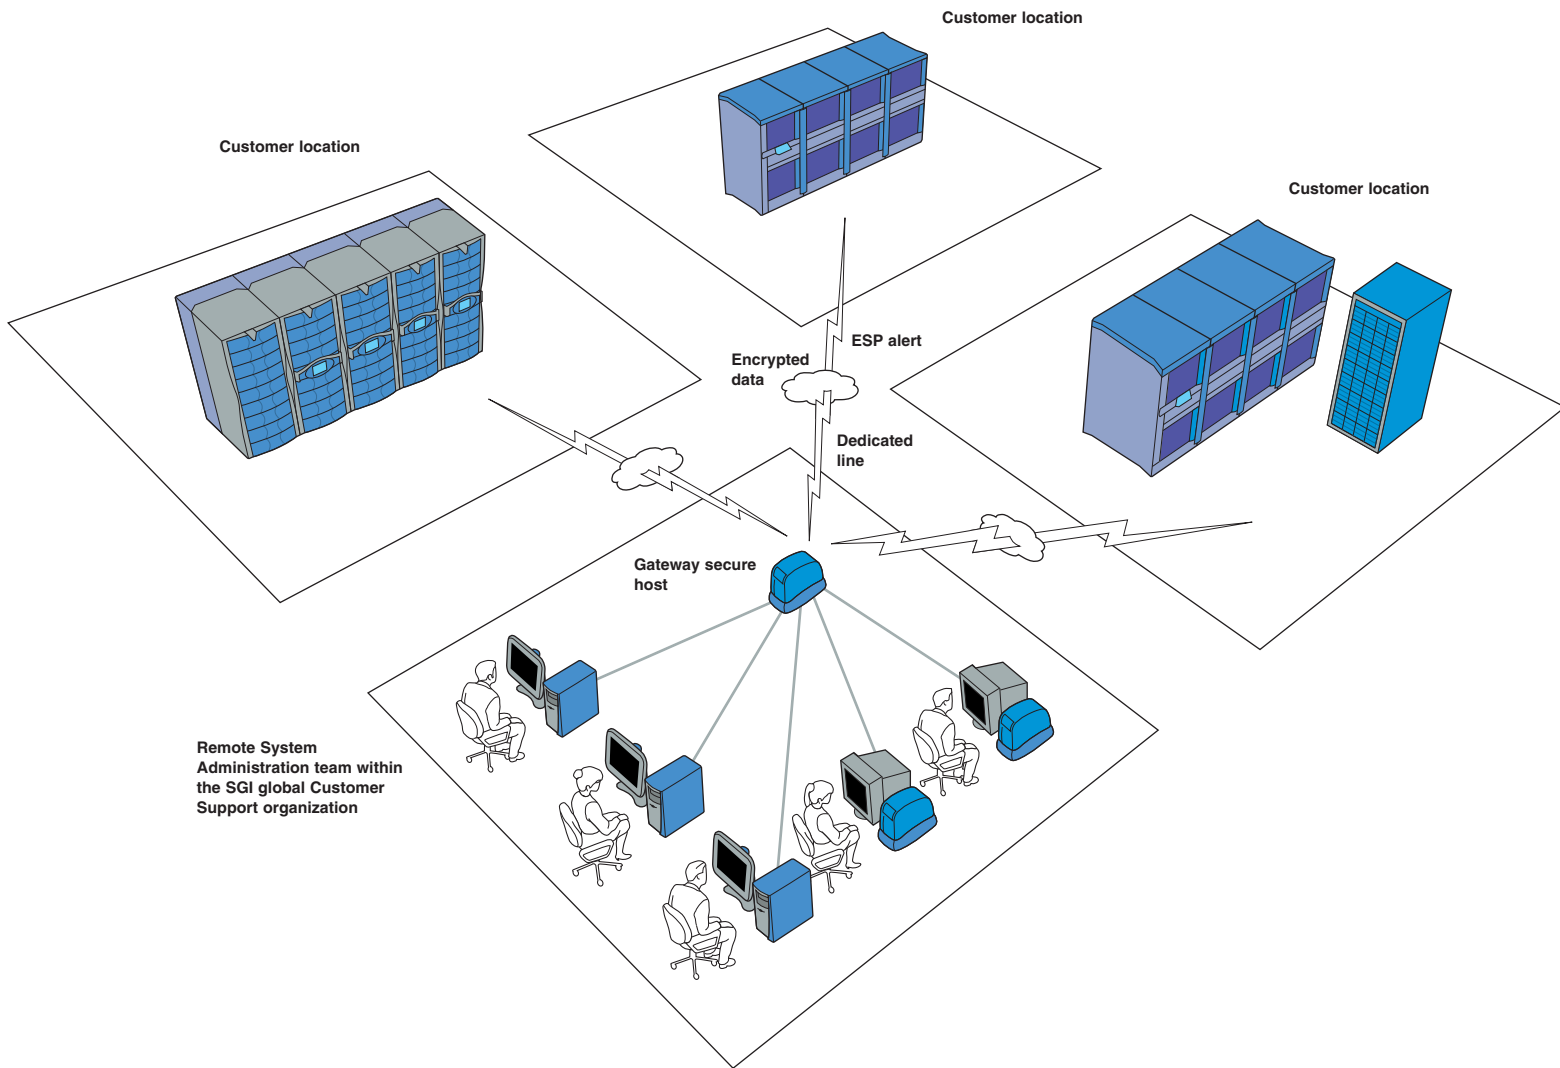 Customer location
Customer location
Customer location
ESP alert
Encrypted
data
Dedicated
line
Gateway secure
host
Remote System
Administration team within
the SGI global Customer
Support organization